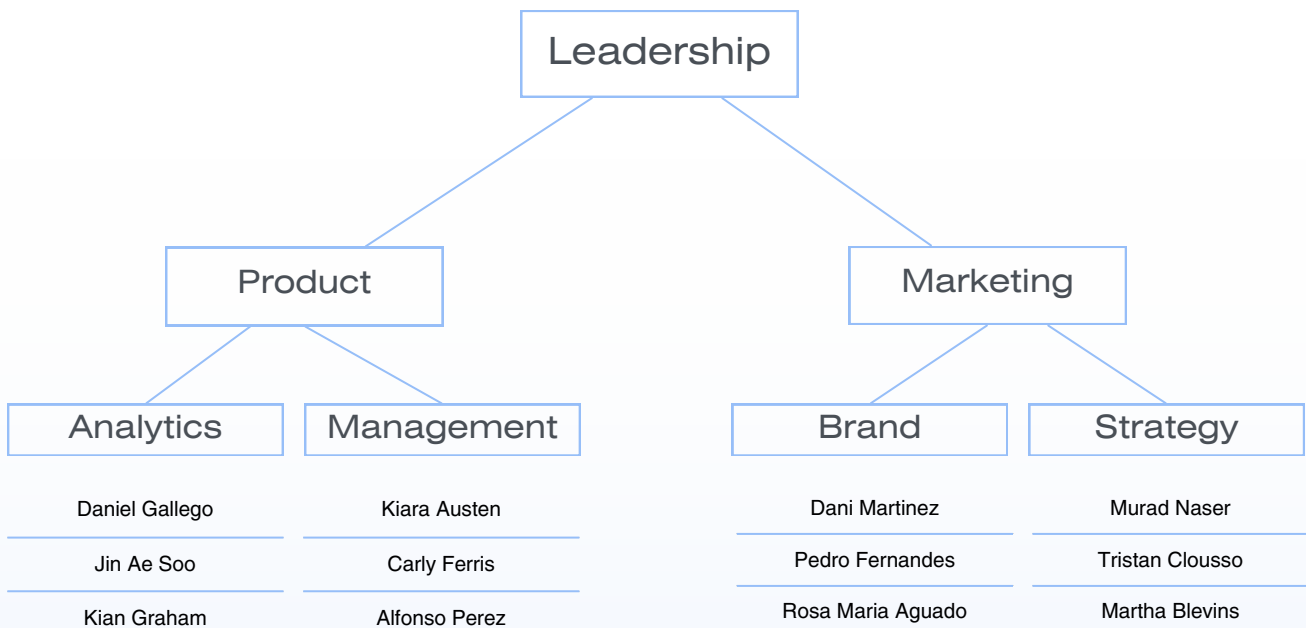 Leadership
Product
Marketing
Analytics
Management
Brand
Strategy
Daniel Gallego
Kiara Austen
Dani Martinez
Murad Naser
Jin Ae Soo
Carly Ferris
Pedro Fernandes
Tristan Clousso
Kian Graham
Alfonso Perez
Rosa Maria Aguado
Martha Blevins